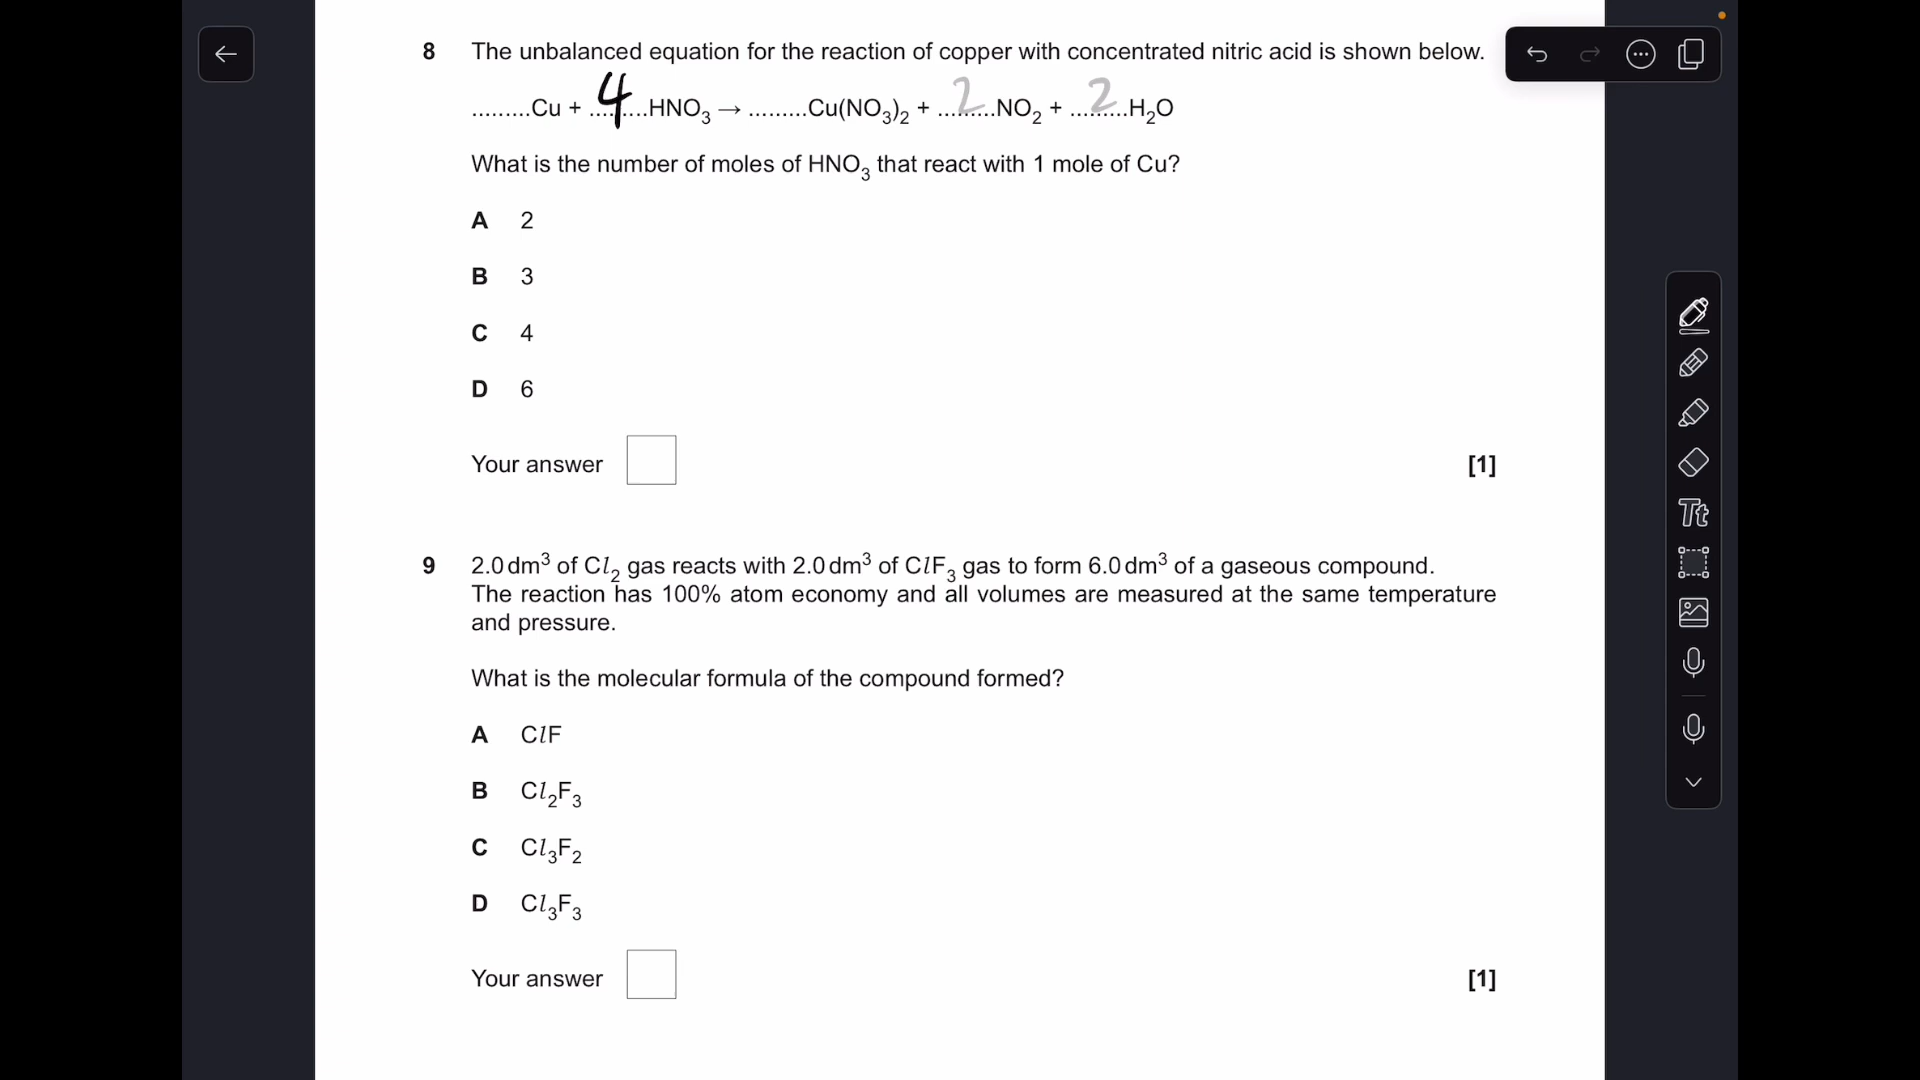 8 The unbalanced equation for the reaction of copper with concentrated nitric acid is shown below.
.........Cu + ....4....HNO₃ → .........Cu(NO₃)₂ + ....2....NO₂ + ....2....H₂O
What is the number of moles of HNO₃ that react with 1 mole of Cu?
A 2
B 3
C 4
D 6
Your answer [1]
9 2.0 dm³ of Cl₂ gas reacts with 2.0 dm³ of ClF₃ gas to form 6.0 dm³ of a gaseous compound.
The reaction has 100% atom economy and all volumes are measured at the same temperature
and pressure.
What is the molecular formula of the compound formed?
A ClF
B Cl₂F₃
C Cl₃F₂
D Cl₃F₃
Your answer [1]
Tt